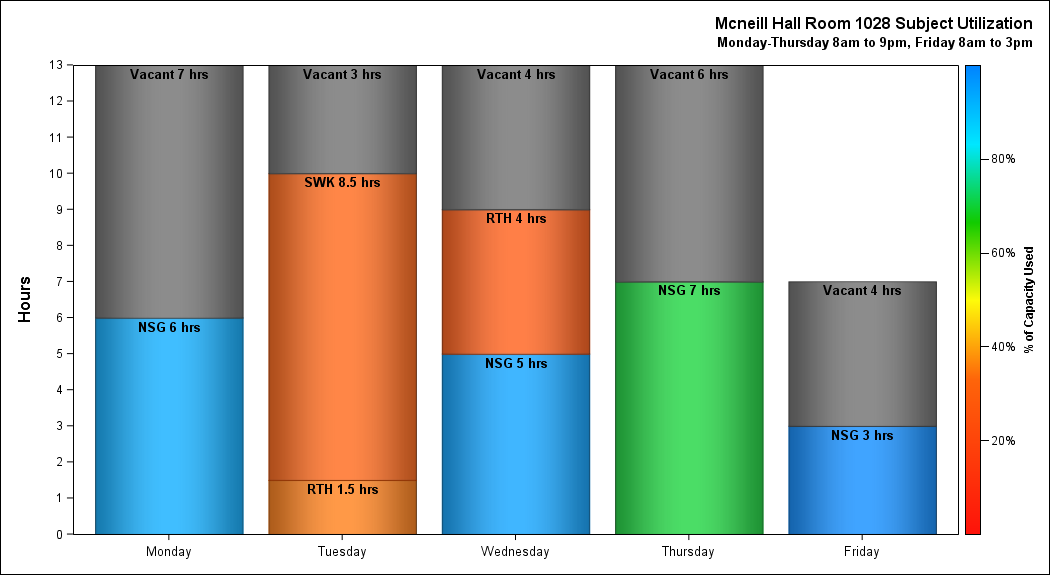 Mcneill Hall Room 1028 Subject Utilization
Monday-Thursday 8am to 9pm, Friday 8am to 3pm
Hours
13
12
11
10
9
8
7
6
5
4
3
2
1
0
Vacant 7 hrs
NSG 6 hrs
Vacant 3 hrs
SWK 8.5 hrs
RTH 1.5 hrs
Vacant 4 hrs
RTH 4 hrs
NSG 5 hrs
Vacant 6 hrs
NSG 7 hrs
Vacant 4 hrs
NSG 3 hrs
Monday
Tuesday
Wednesday
Thursday
Friday
80%
60%
40%
20%
% of Capacity Used